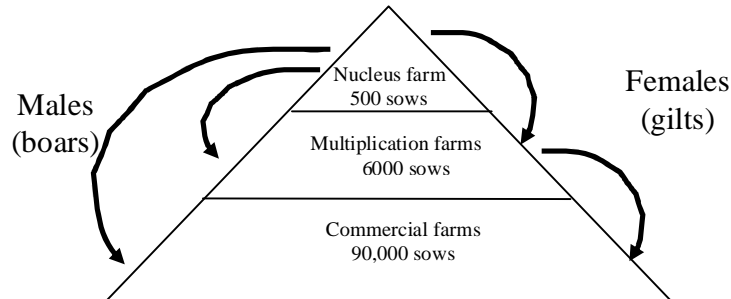 Nucleus farm
500 sows
Males
(boars)
Females
(gilts)
Multiplication farms
6000 sows
Commercial farms
90,000 sows